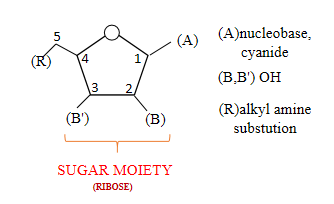 5
(R)
4
1
(A)
3
2
(B')
(B)
SUGAR MOIETY
(RIBOSE)
(A)nucleobase,
cyanide
(B,B') OH
(R)alkyl amine
substution